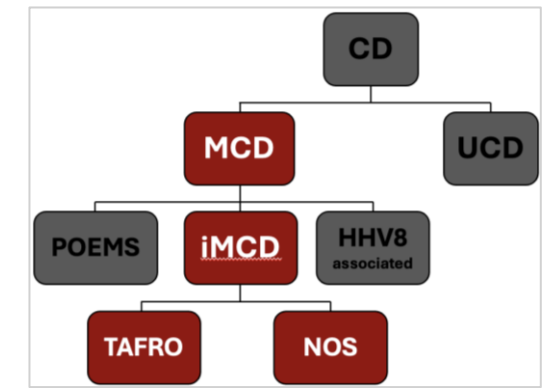 CD
MCD
UCD
POEMS
iMCD
HHV8
associated
TAFRO
NOS